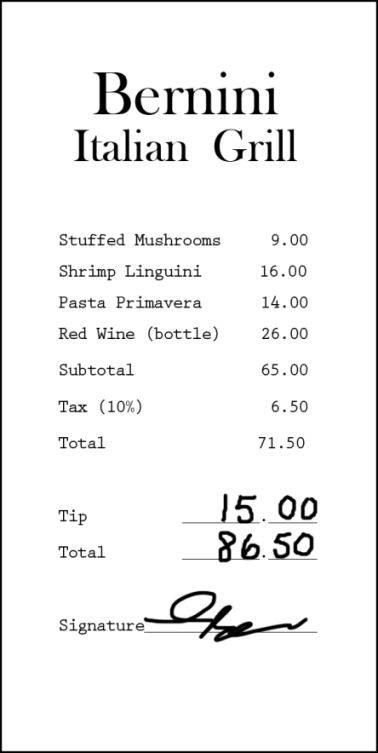 Bernini
Italian Grill
Stuffed Mushrooms 9.00
Shrimp Linguini 16.00
Pasta Primavera 14.00
Red Wine (bottle) 26.00
Subtotal 65.00
Tax (10%) 6.50
Total 71.50
Tip 15.00
Total 86.50
Signature